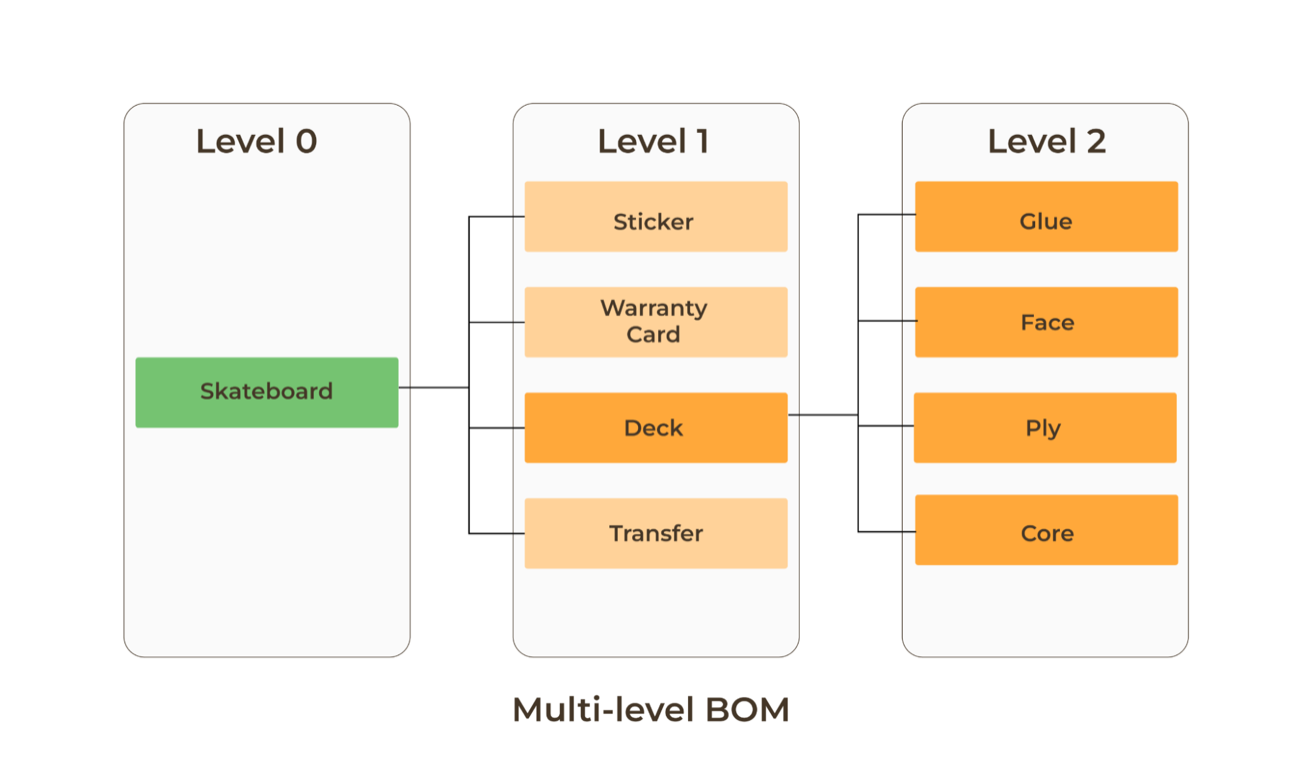 Level 0
Skateboard
Level 1
Sticker
Warranty
Card
Deck
Transfer
Level 2
Glue
Face
Ply
Core
Multi-level BOM